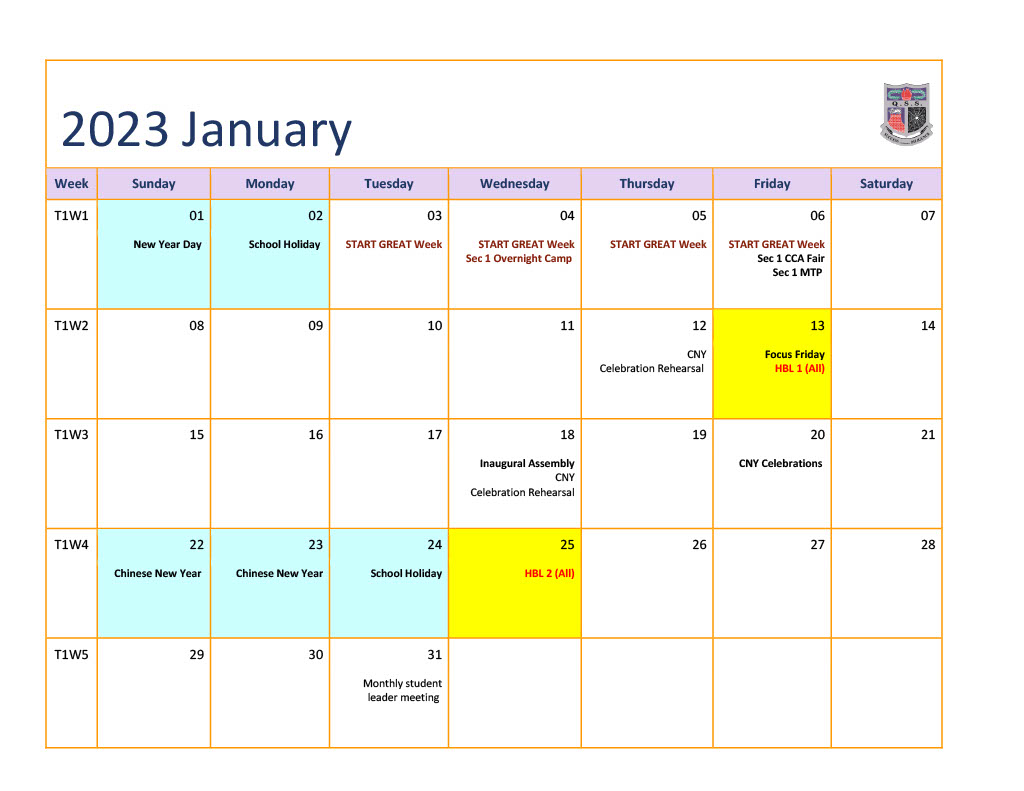 2023 January
Q.S.S.
Week Sunday Monday Tuesday Wednesday Thursday Friday Saturday
T1W1 01 02 03 04 05 06 07
New Year Day School Holiday START GREAT Week START GREAT Week START GREAT Week START GREAT Week
Sec 1 Overnight Camp Sec 1 CCA Fair
Sec 1 MTP
T1W2 08 09 10 11 12 13 14
CNY Focus Friday
Celebration Rehearsal HBL 1 (All)
T1W3 15 16 17 18 19 20 21
Inaugural Assembly CNY Celebrations
CNY
Celebration Rehearsal
T1W4 22 23 24 25 26 27 28
Chinese New Year Chinese New Year School Holiday HBL 2 (All)
T1W5 29 30 31
Monthly student
leader meeting